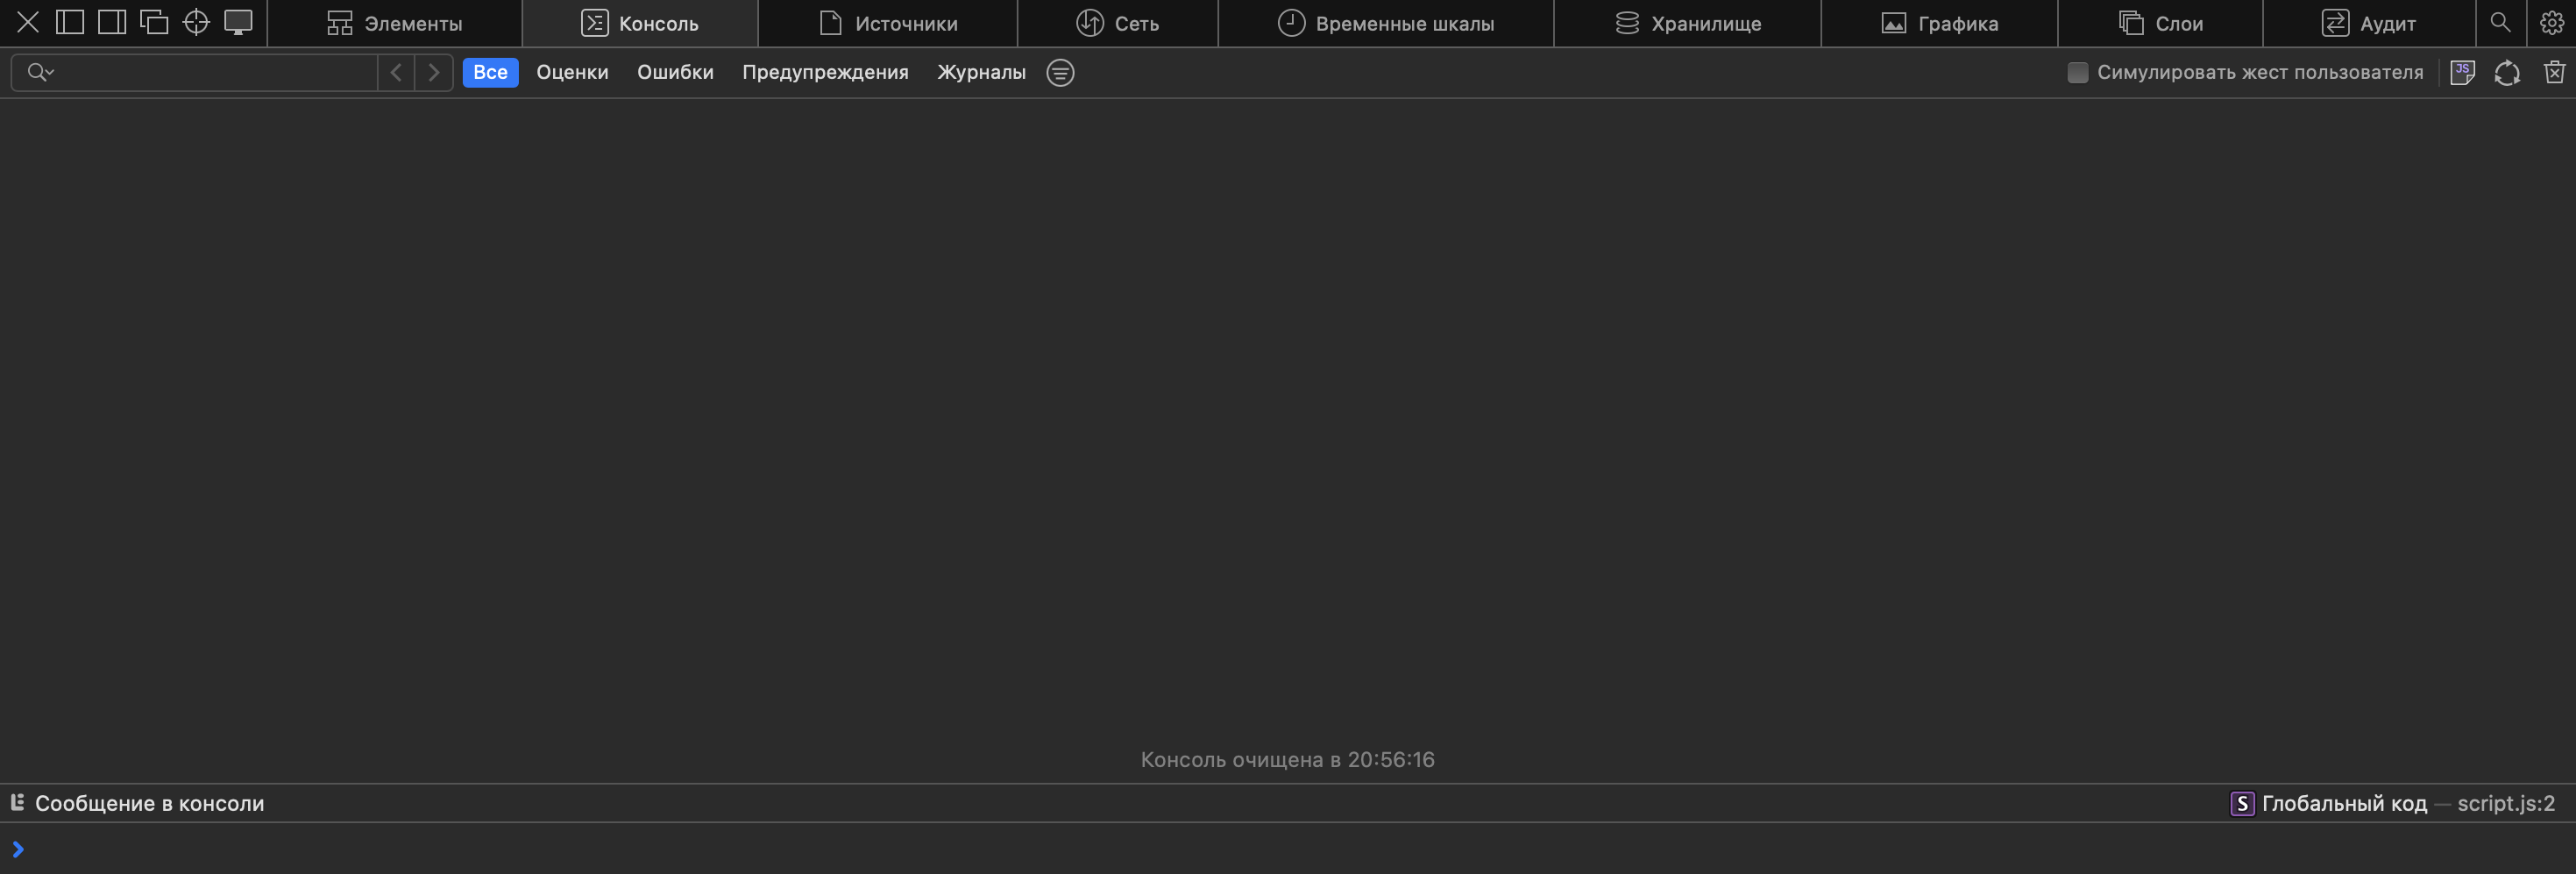 Элементы Консоль Источники Сеть Временные шкалы Хранилище Графика Слои Аудит
Все Оценки Ошибки Предупреждения Журналы Симулировать жест пользователя JS
Консоль очищена в 20:56:16
Сообщение в консоли S Глобальный код — script.js:2